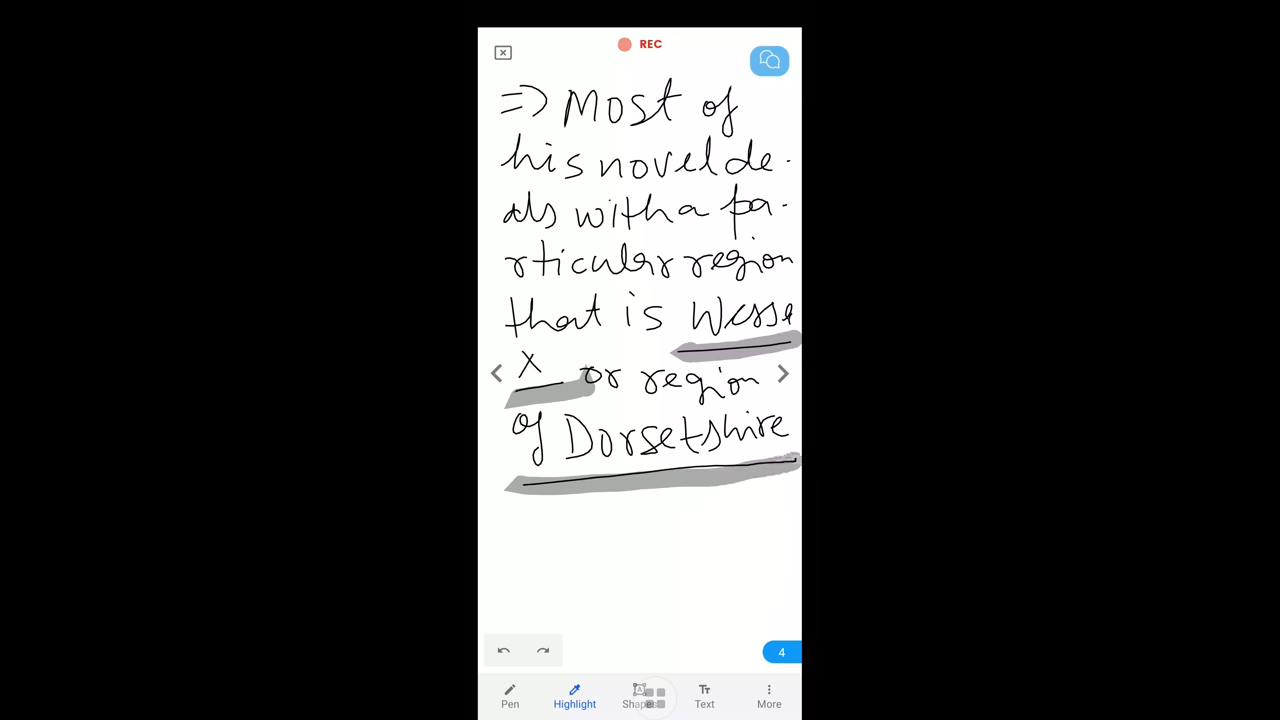 REC
=> Most of
his novel de-
als with a pa-
rticular region
that is Wesse
x or region
of Dorsetshire
4
Pen Highlight Shapes Text More